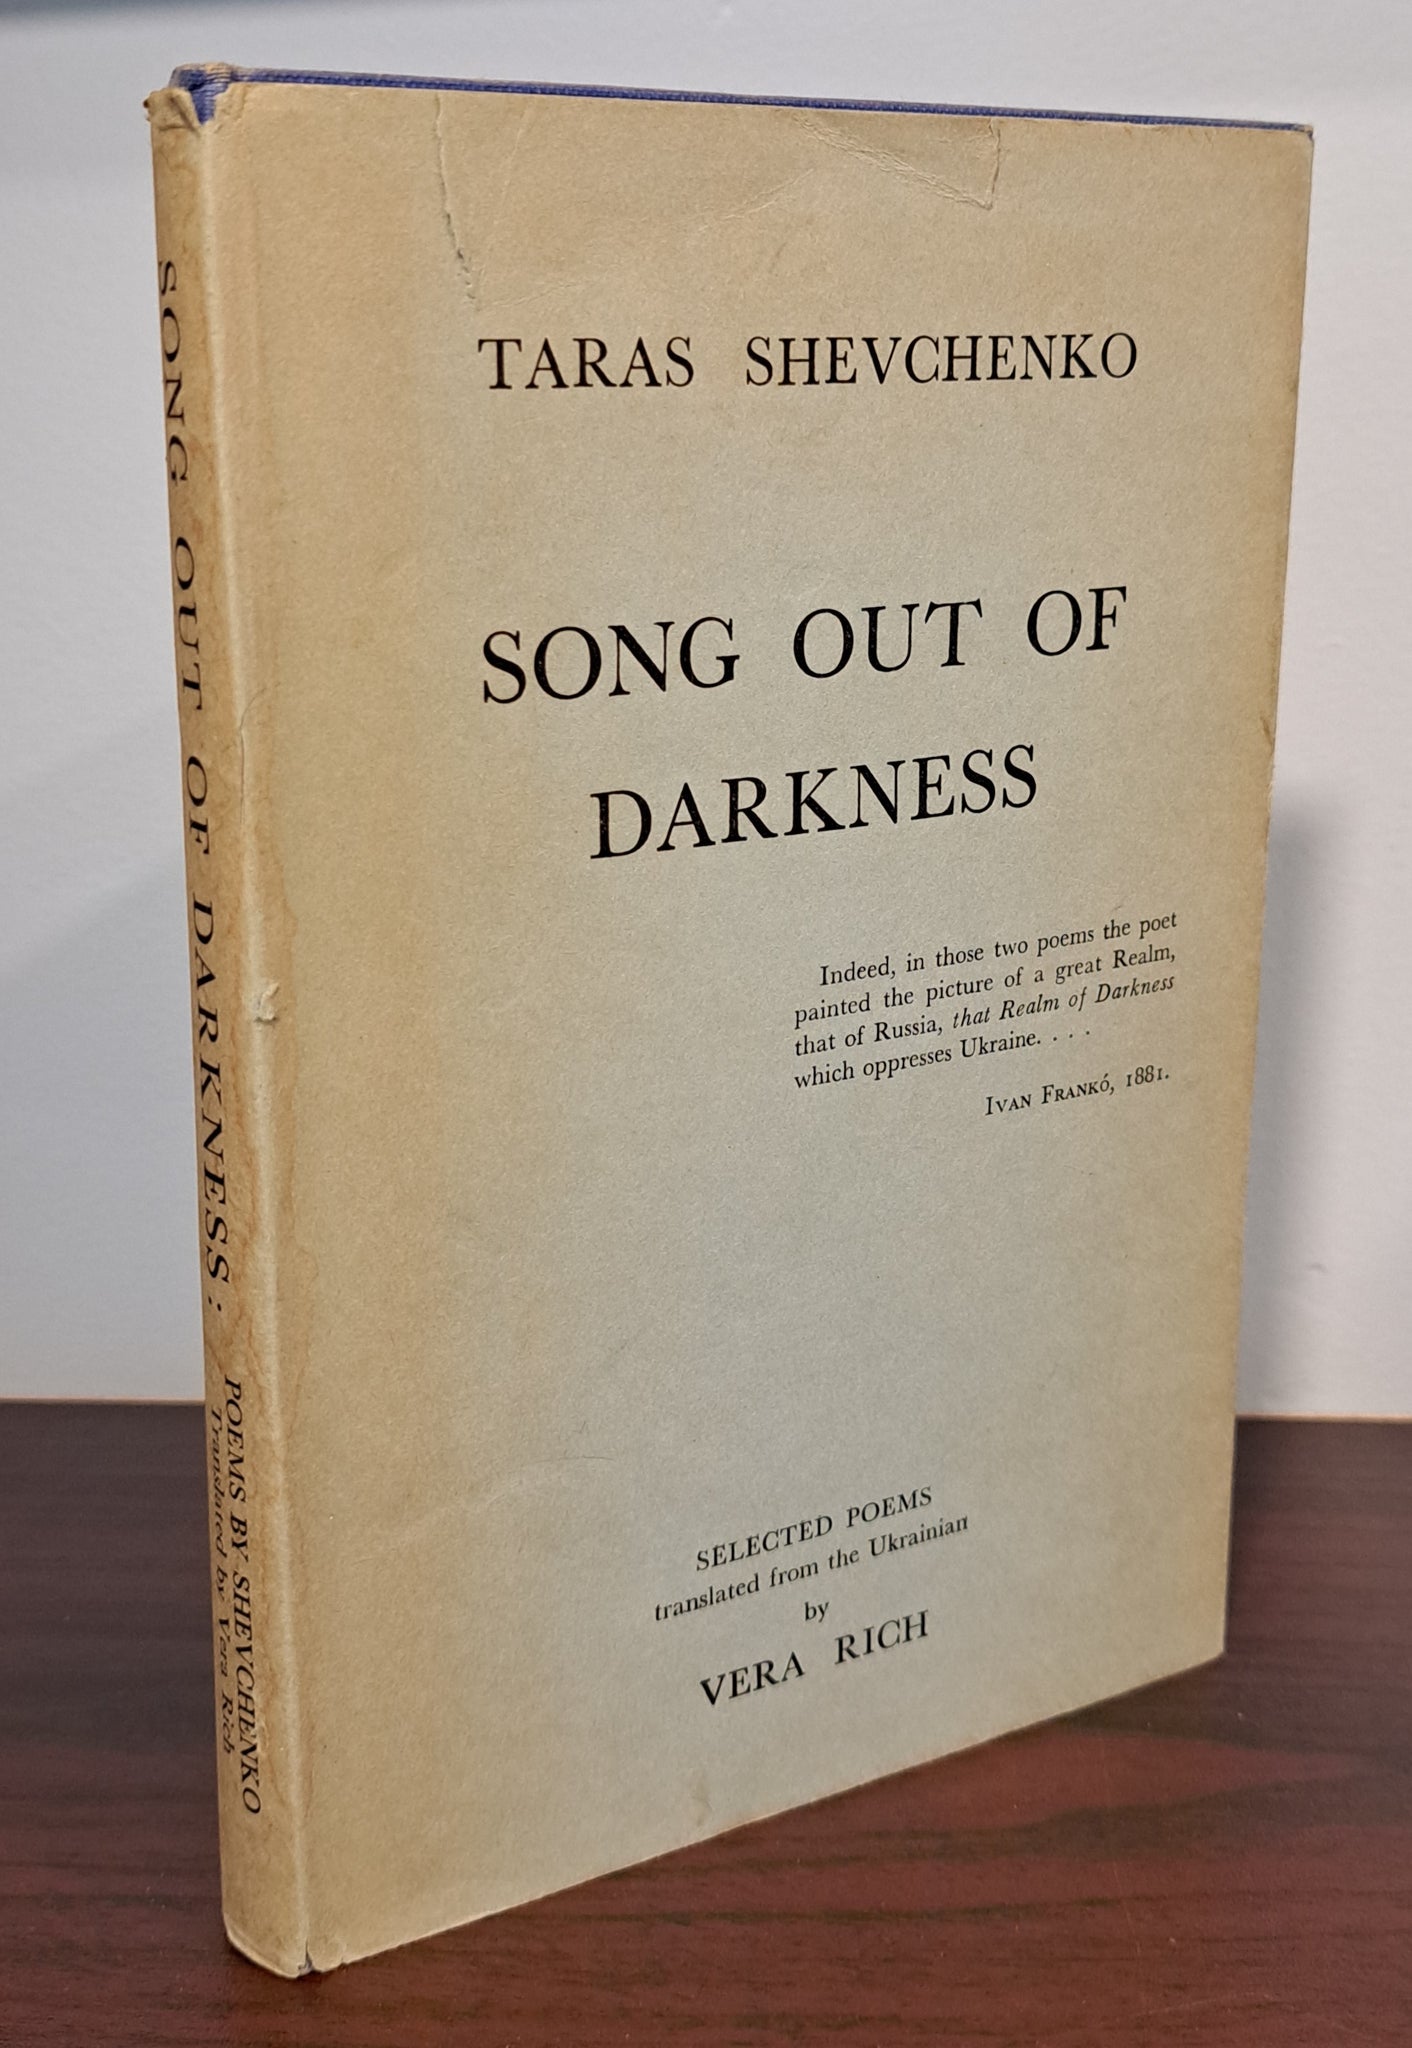 SONG OUT OF DARKNESS:
POEMS BY SHEVCHENKO
Translated by Vera Rich
TARAS SHEVCHENKO
SONG OUT OF
DARKNESS
Indeed, in those two poems the poet
painted the picture of a great Realm,
that of Russia, that Realm of Darkness
which oppresses Ukraine. . . .
IVAN FRANKÓ, 1881.
SELECTED POEMS
translated from the Ukrainian
by
VERA RICH